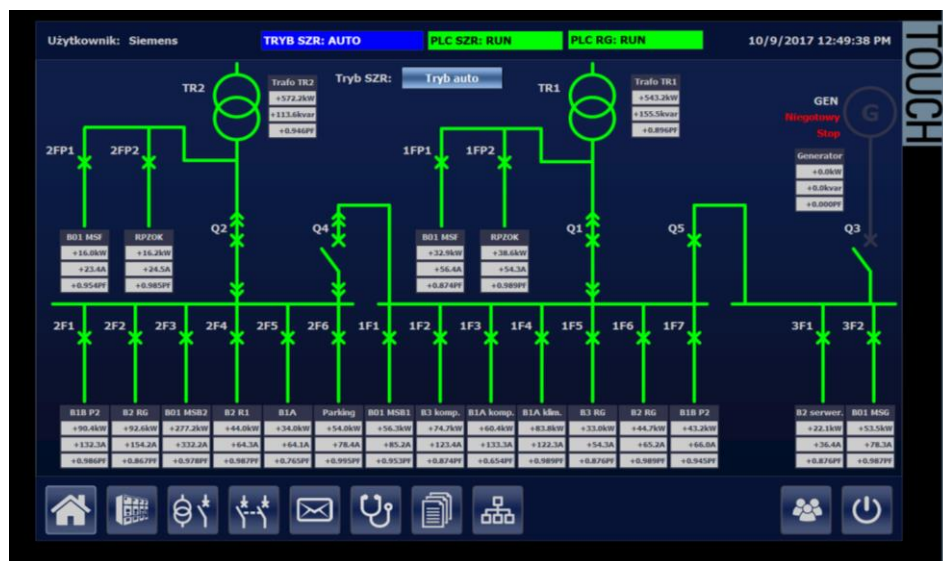 Użytkownik: Siemens TRYB SZR: AUTO PLC SZR: RUN PLC RG: RUN 10/9/2017 12:49:38 PM
TOUCH
Tryb SZR: Tryb auto
TR2
Trafo TR2
+572.2kW
+113.6kvar
+0.946PF
TR1
Trafo TR1
+543.2kW
+155.5kvar
+0.896PF
GEN
Niegotowy
Stop
G
Generator
+0.0kW
+0.0kvar
+0.000PF
2FP1 2FP2 1FP1 1FP2
Q2 Q4 Q1 Q5 Q3
B01 MSF RPZOK B01 MSF RPZOK
+16.0kW +16.2kW +32.9kW +38.6kW
+23.4A +24.5A +56.4A +54.3A
+0.954PF +0.985PF +0.874PF +0.989PF
2F1 2F2 2F3 2F4 2F5 2F6 1F1 1F2 1F3 1F4 1F5 1F6 1F7 3F1 3F2
B1B P2 B2 RG B01 MSB2 B2 R1 B1A Parking B01 MSB1 B3 komp. B1A komp. B1A klim. B3 RG B2 RG B1B P2 B2 serwer. B01 MSG
+90.4kW +92.6kW +277.2kW +44.0kW +34.0kW +54.0kW +56.3kW +74.7kW +60.4kW +83.8kW +33.0kW +44.7kW +43.2kW +22.1kW +53.5kW
+132.3A +154.2A +332.2A +64.3A +64.1A +78.4A +85.2A +123.4A +133.3A +122.3A +54.3A +65.2A +66.0A +36.4A +78.3A
+0.986PF +0.867PF +0.978PF +0.987PF +0.765PF +0.995PF +0.953PF +0.874PF +0.654PF +0.989PF +0.876PF +0.989PF +0.945PF +0.876PF +0.987PF